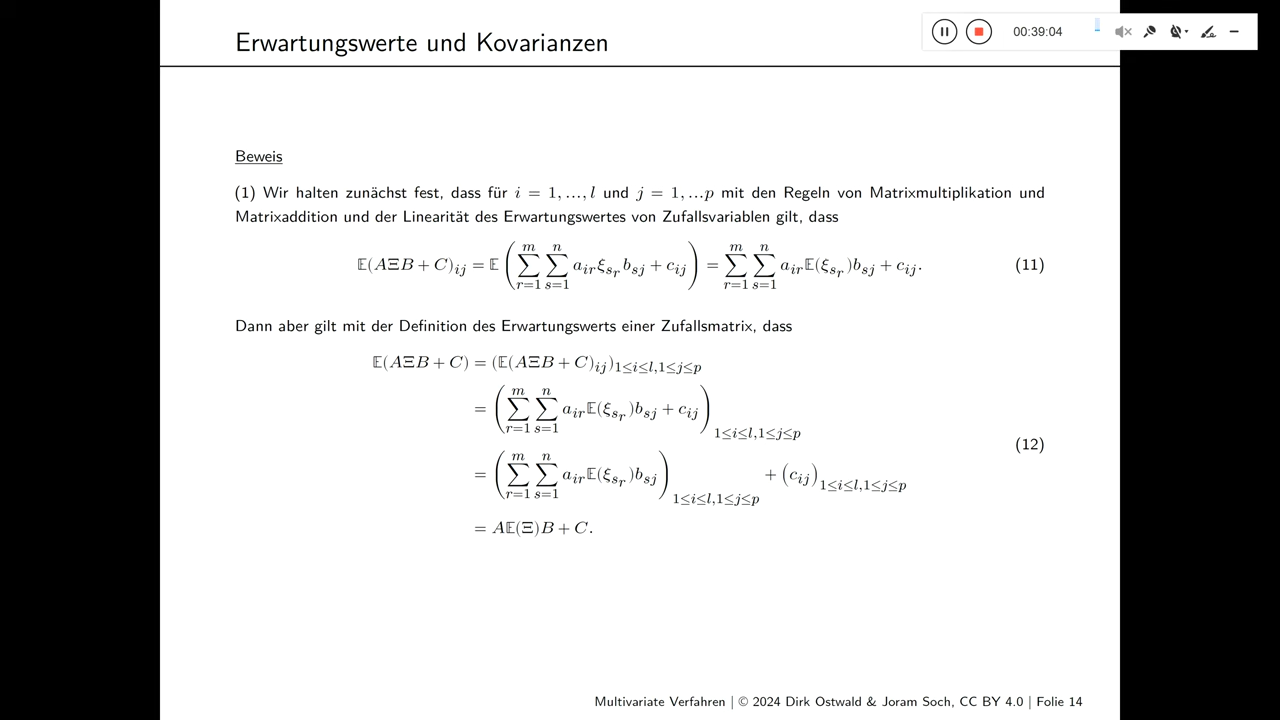 Erwartungswerte und Kovarianzen
00:39:04
Beweis
(1) Wir halten zunächst fest, dass für i = 1, ..., l und j = 1, ...p mit den Regeln von Matrixmultiplikation und
Matrixaddition und der Linearität des Erwartungswertes von Zufallsvariablen gilt, dass
𝔼(AΞB + C)_{ij} = 𝔼 (∑_{r=1}^{m} ∑_{s=1}^{n} a_{ir} ξ_{s_r} b_{sj} + c_{ij}) = ∑_{r=1}^{m} ∑_{s=1}^{n} a_{ir} 𝔼(ξ_{s_r}) b_{sj} + c_{ij}. (11)
Dann aber gilt mit der Definition des Erwartungswerts einer Zufallsmatrix, dass
𝔼(AΞB + C) = (𝔼(AΞB + C)_{ij})_{1≤i≤l,1≤j≤p}
= (∑_{r=1}^{m} ∑_{s=1}^{n} a_{ir} 𝔼(ξ_{s_r}) b_{sj} + c_{ij})_{1≤i≤l,1≤j≤p}
(12)
= (∑_{r=1}^{m} ∑_{s=1}^{n} a_{ir} 𝔼(ξ_{s_r}) b_{sj})_{1≤i≤l,1≤j≤p} + (c_{ij})_{1≤i≤l,1≤j≤p}
= A𝔼(Ξ)B + C.
Multivariate Verfahren | © 2024 Dirk Ostwald & Joram Soch, CC BY 4.0 | Folie 14